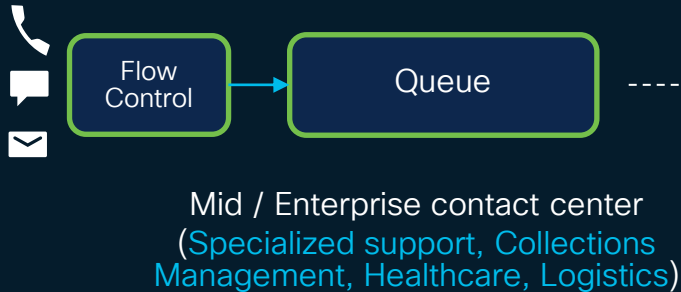 Flow
Control
Queue
Mid / Enterprise contact center
(Specialized support, Collections
Management, Healthcare, Logistics)